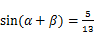 sin(α + β) = 5/13